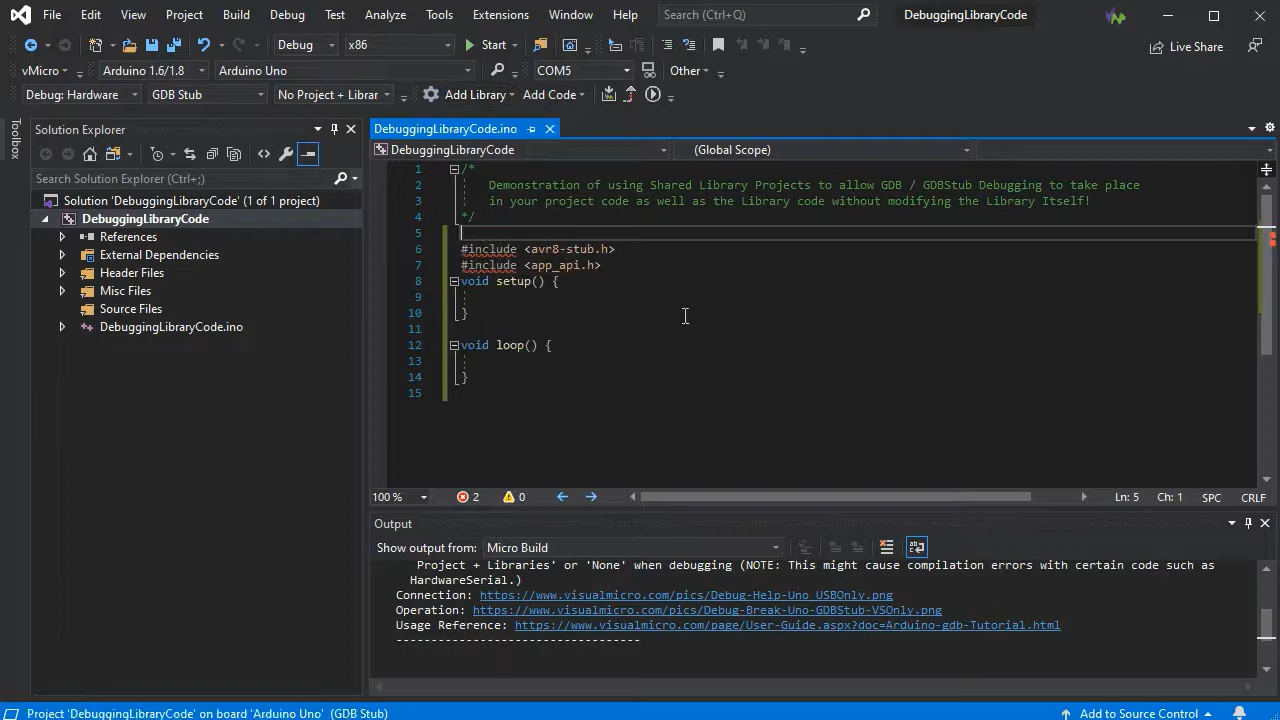 File Edit View Project Build Debug Test Analyze Tools Extensions Window Help Search (Ctrl+Q) DebuggingLibraryCode
Debug x86 Start Live Share
vMicro Arduino 1.6/1.8 Arduino Uno COM5 Other
Debug: Hardware GDB Stub No Project + Librar Add Library Add Code
Toolbox
Solution Explorer
Search Solution Explorer (Ctrl+;)
Solution 'DebuggingLibraryCode' (1 of 1 project)
DebuggingLibraryCode
References
External Dependencies
Header Files
Misc Files
Source Files
DebuggingLibraryCode.ino
DebuggingLibraryCode.ino
DebuggingLibraryCode (Global Scope)
1 /*
2 Demonstration of using Shared Library Projects to allow GDB / GDBStub Debugging to take place
3 in your project code as well as the Library code without modifying the Library Itself!
4 */
5
6 #include <avr8-stub.h>
7 #include <app_api.h>
8 void setup() {
9
10 }
11
12 void loop() {
13
14 }
15
100 % 2 0 Ln: 5 Ch: 1 SPC CRLF
Output
Show output from: Micro Build
Project + Libraries' or 'None' when debugging (NOTE: This might cause compilation errors with certain code such as
HardwareSerial.)
Connection: https://www.visualmicro.com/pics/Debug-Help-Uno_USBOnly.png
Operation: https://www.visualmicro.com/pics/Debug-Break-Uno-GDBStub-VSOnly.png
Usage Reference: https://www.visualmicro.com/page/User-Guide.aspx?doc=Arduino-gdb-Tutorial.html
-----------------------------------
Project 'DebuggingLibraryCode' on board 'Arduino Uno' (GDB Stub) Add to Source Control